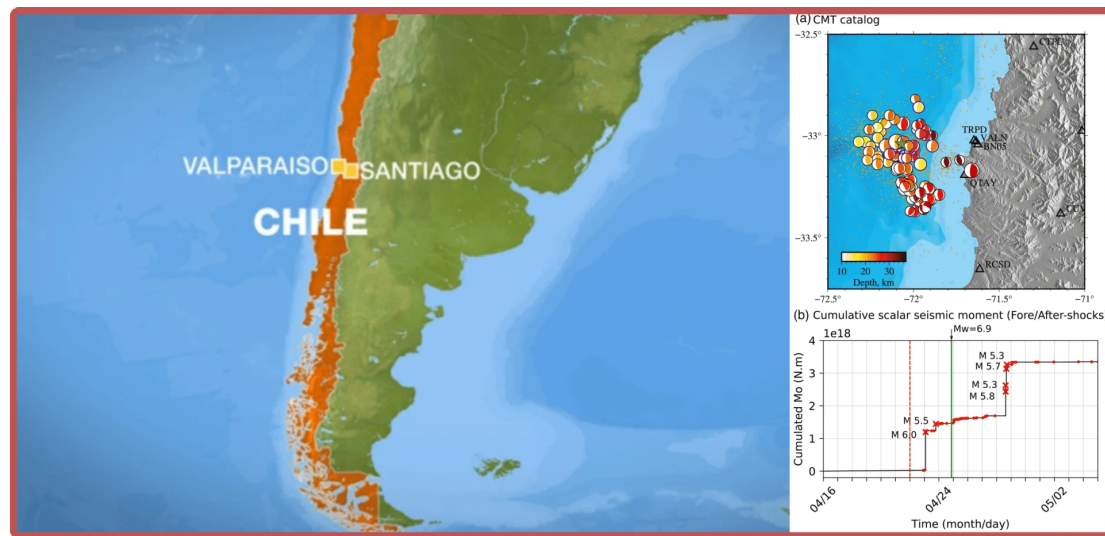 VALPARAISO
SANTIAGO
CHILE
(a) CMT catalog
−32.5°
−33°
−33.5°
TRPD
VALN
BN05
QTAY
RCSD
10 20 30
Depth, km
−72.5° −72° −71.5° −71°
(b) Cumulative scalar seismic moment (Fore/After-shocks
Mw=6.9
1e18
Cumulated Mo (N.m)
4
3
2
1
0
M 5.3
M 5.7
M 5.3
M 5.8
M 5.5
M 6.0
04/16 04/24 05/02
Time (month/day)